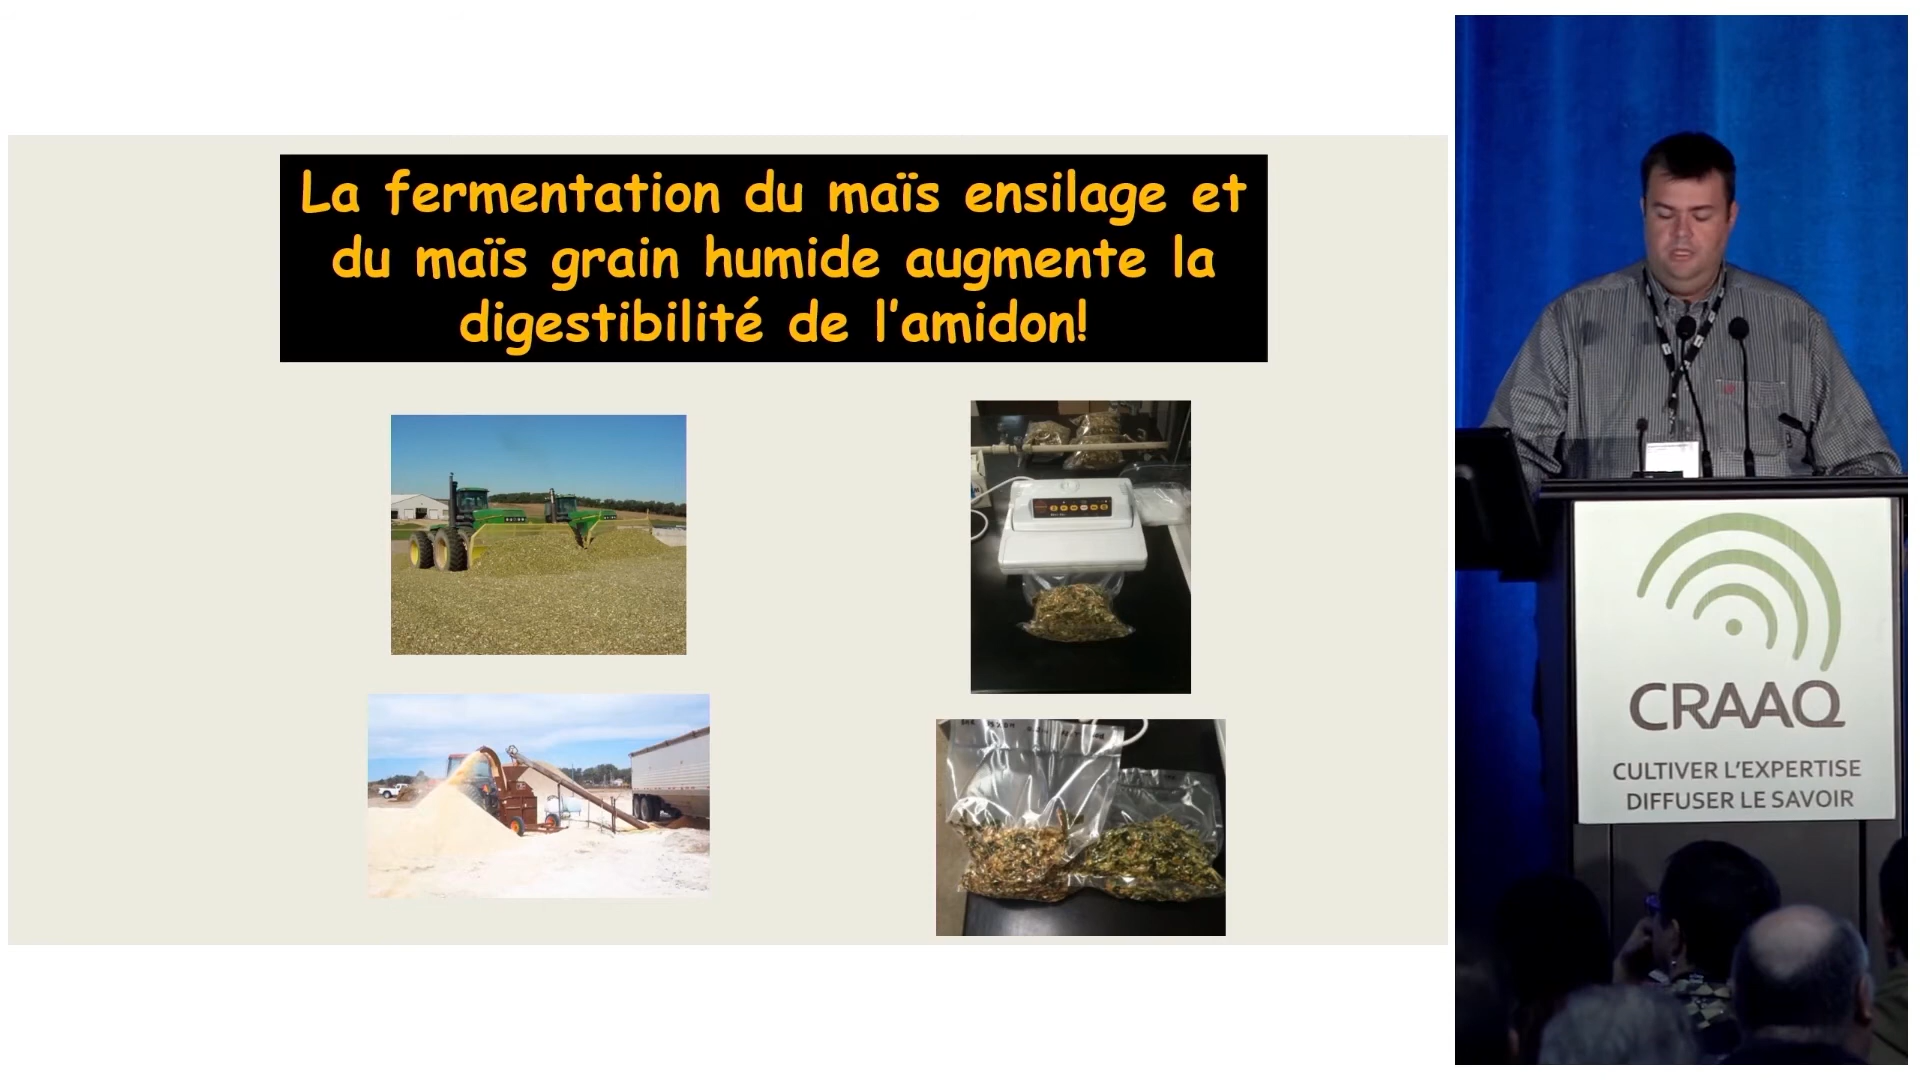 La fermentation du maïs ensilage et
du maïs grain humide augmente la
digestibilité de l'amidon!
CRAAQ
CULTIVER L'EXPERTISE
DIFFUSER LE SAVOIR